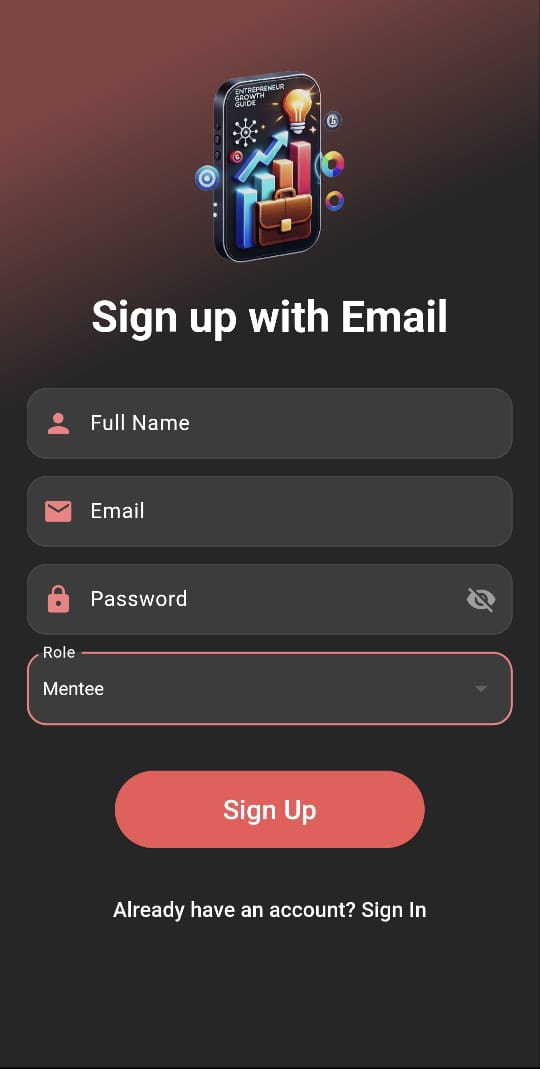 ENTREPRENEUR
GROWTH
GUIDE
Sign up with Email
Full Name
Email
Password
Role
Mentee
Sign Up
Already have an account? Sign In